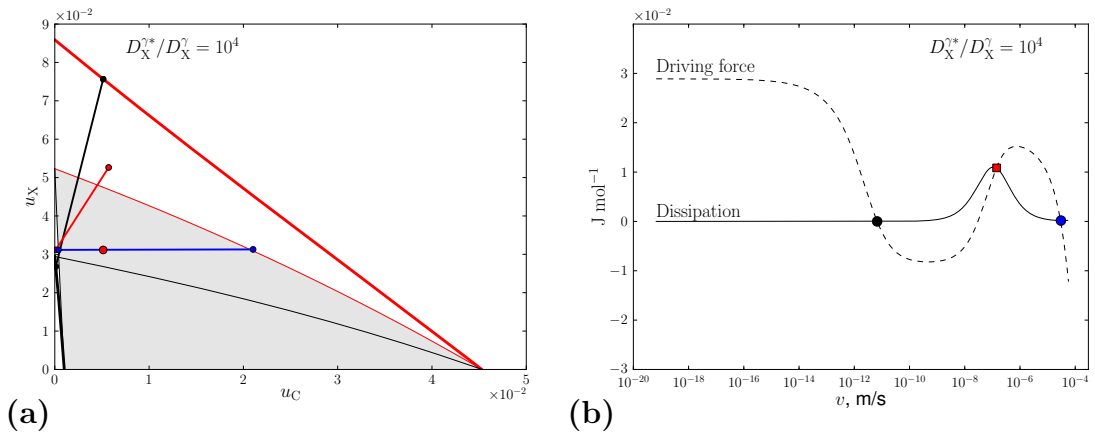 ×10⁻²
D_X^{γ*}/D_X^γ = 10⁴
9
8
7
6
5
4
3
2
1
0
u_X
0 1 2 3 4 5
×10⁻²
u_C
(a)
×10⁻²
D_X^{γ*}/D_X^γ = 10⁴
Driving force
Dissipation
3
2
1
0
−1
−2
−3
J mol⁻¹
10⁻²⁰ 10⁻¹⁸ 10⁻¹⁶ 10⁻¹⁴ 10⁻¹² 10⁻¹⁰ 10⁻⁸ 10⁻⁶ 10⁻⁴
v, m/s
(b)